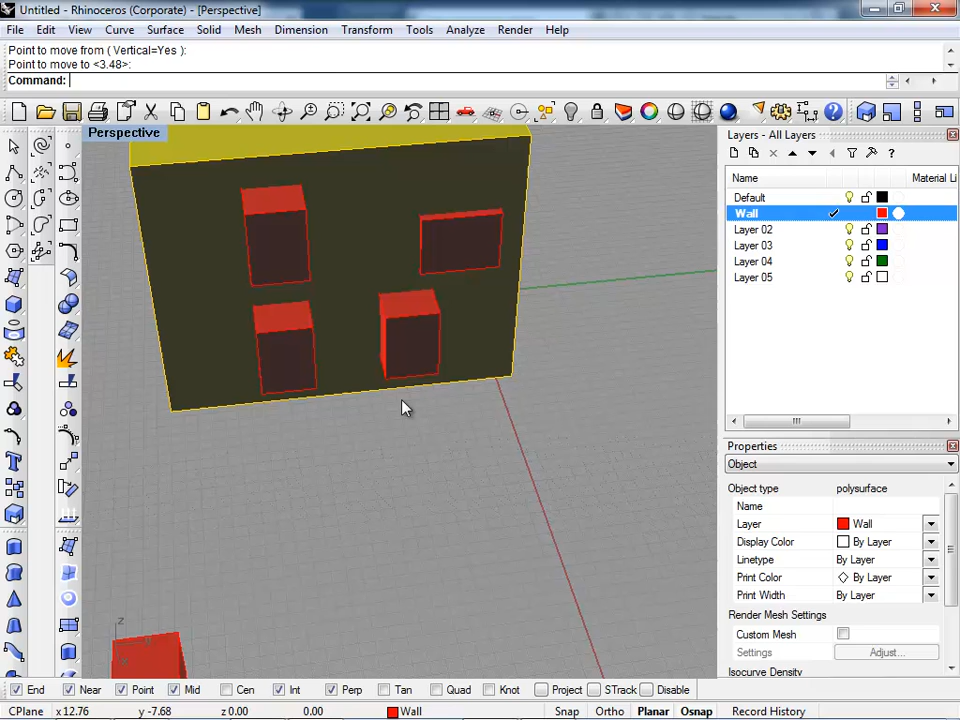 Untitled - Rhinoceros (Corporate) - [Perspective]
File Edit View Curve Surface Solid Mesh Dimension Transform Tools Analyze Render Help
Point to move from ( Vertical=Yes ):
Point to move to <3.48>:
Command:
Perspective
Layers - All Layers
Name Material Li
Default
Wall
Layer 02
Layer 03
Layer 04
Layer 05
Properties
Object
Object type polysurface
Name
Layer Wall
Display Color By Layer
Linetype By Layer
Print Color By Layer
Print Width By Layer
Render Mesh Settings
Custom Mesh
Settings Adjust...
Isocurve Density
z
End Near Point Mid Cen Int Perp Tan Quad Knot Project STrack Disable
CPlane x12.76 y -7.68 z 0.00 0.00 Wall Snap Ortho Planar Osnap Record History